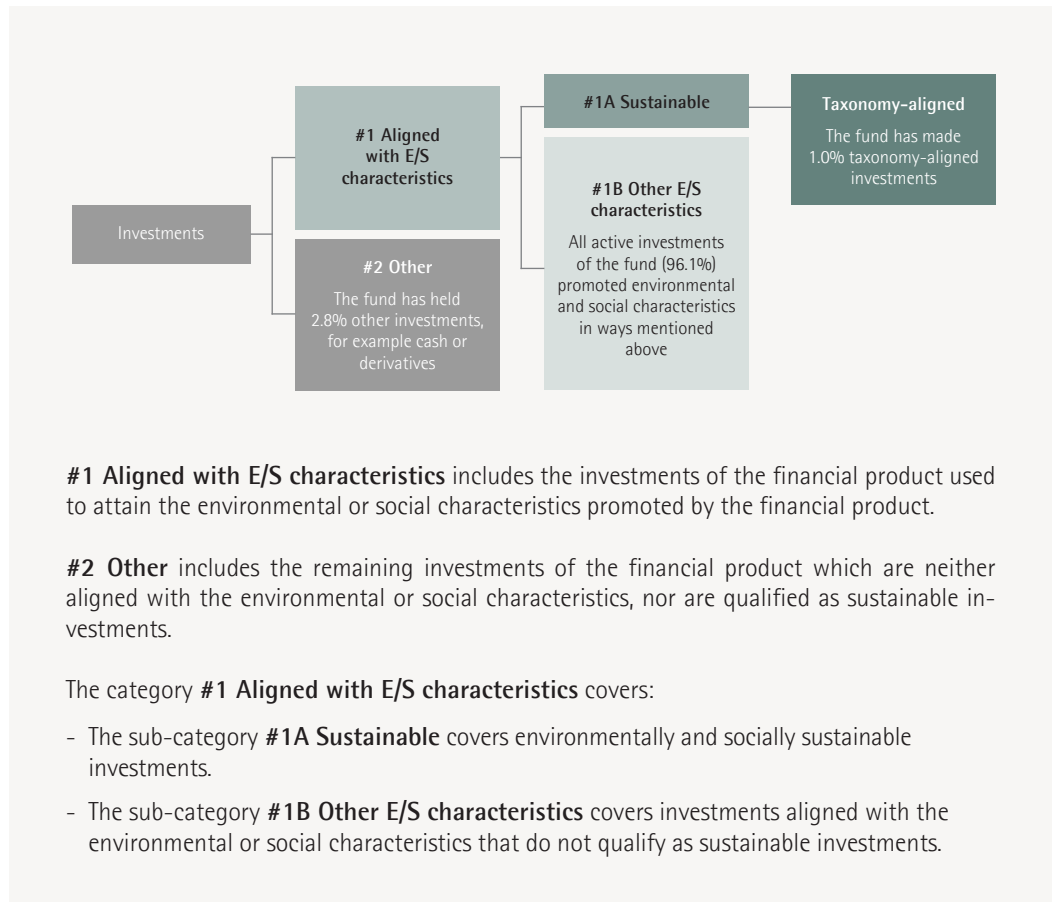 Investments
#1 Aligned
with E/S
characteristics
#2 Other
The fund has held
2.8% other investments,
for example cash or
derivatives
#1A Sustainable
#1B Other E/S
characteristics
All active investments
of the fund (96.1%)
promoted environmental
and social characteristics
in ways mentioned
above
Taxonomy-aligned
The fund has made
1.0% taxonomy-aligned
investments
#1 Aligned with E/S characteristics includes the investments of the financial product used
to attain the environmental or social characteristics promoted by the financial product.
#2 Other includes the remaining investments of the financial product which are neither
aligned with the environmental or social characteristics, nor are qualified as sustainable in-
vestments.
The category #1 Aligned with E/S characteristics covers:
- The sub-category #1A Sustainable covers environmentally and socially sustainable
investments.
- The sub-category #1B Other E/S characteristics covers investments aligned with the
environmental or social characteristics that do not qualify as sustainable investments.